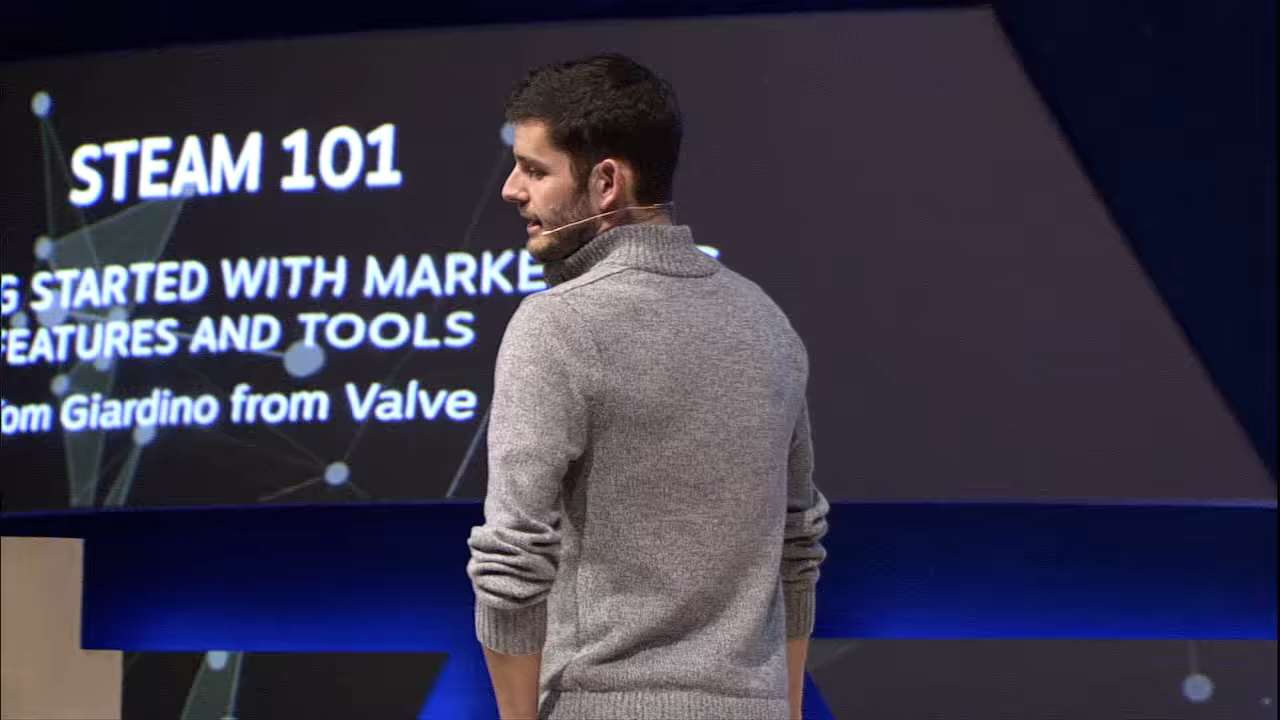 STEAM 101
G STARTED WITH MARKE
FEATURES AND TOOLS
om Giardino from Valve